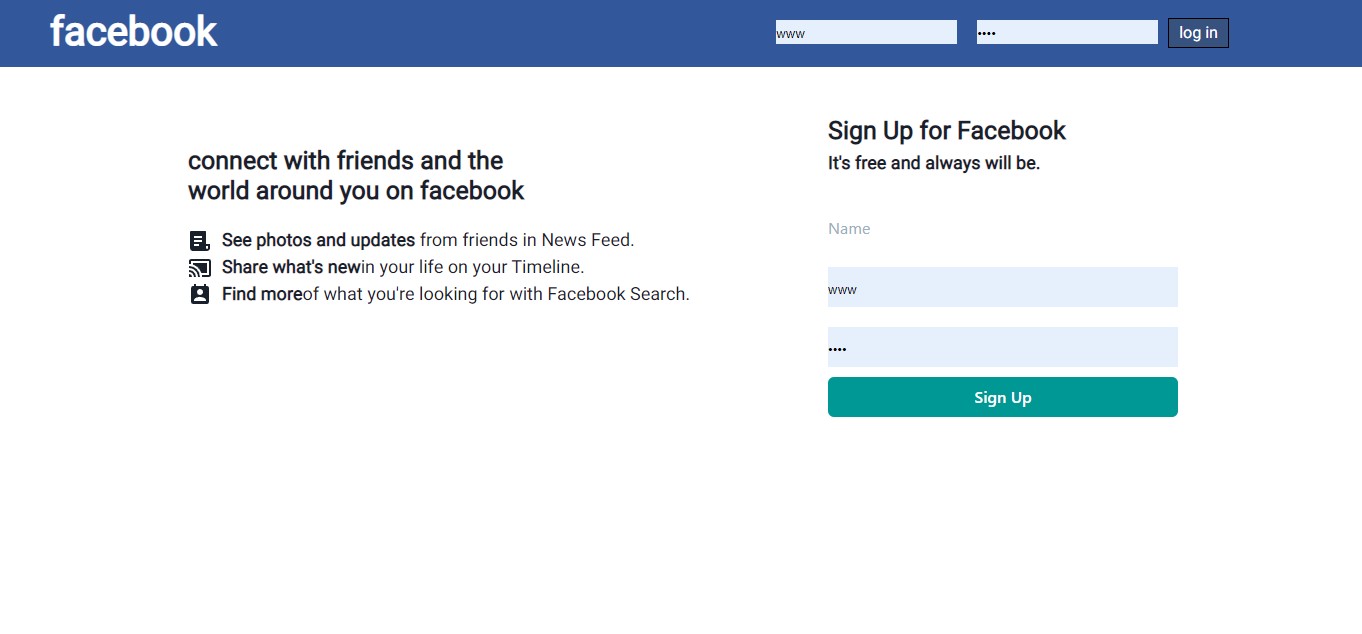 facebook
www
••••
log in
connect with friends and the
world around you on facebook
See photos and updates from friends in News Feed.
Share what's newin your life on your Timeline.
Find moreof what you're looking for with Facebook Search.
Sign Up for Facebook
It's free and always will be.
Name
www
••••
Sign Up